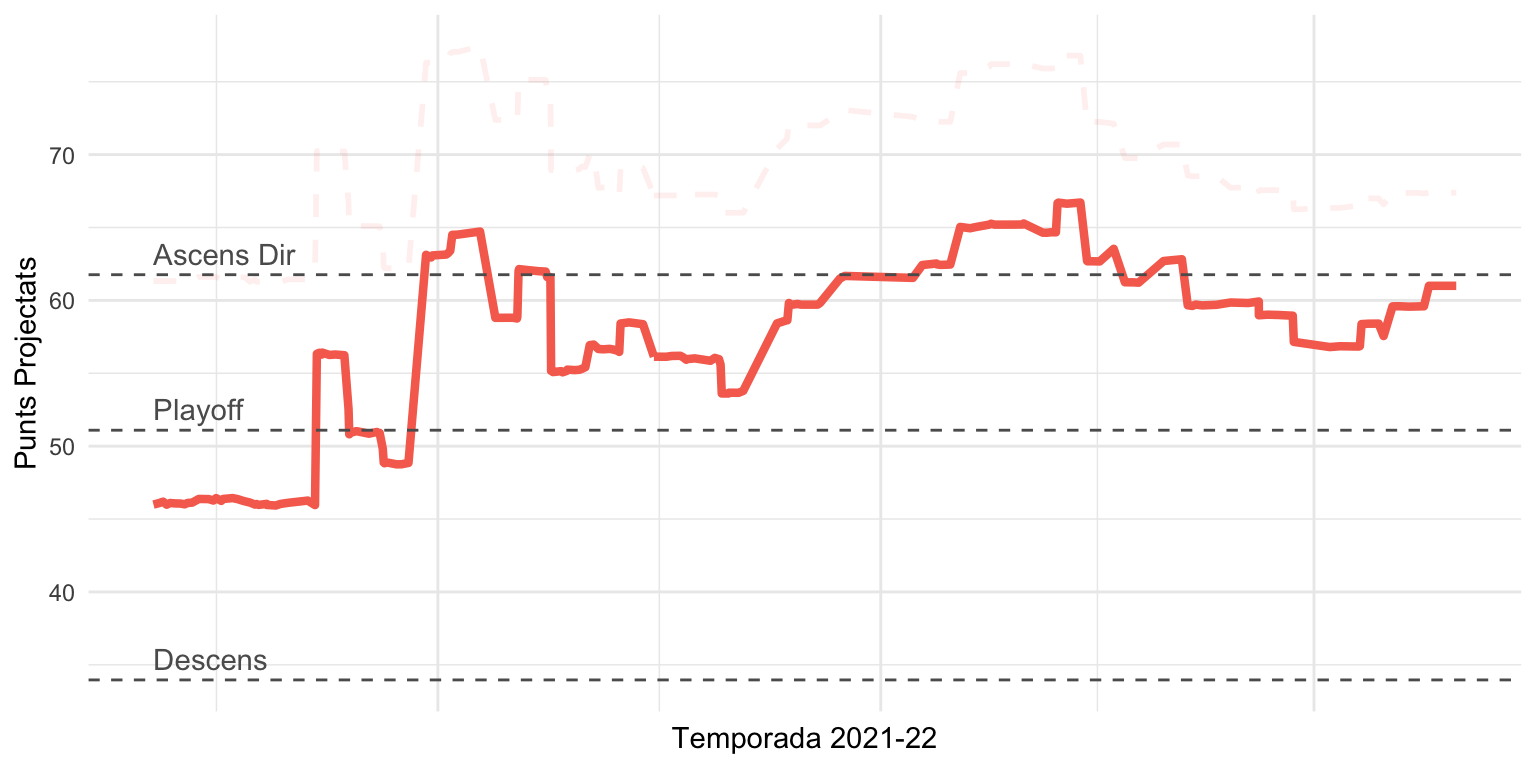 Punts Projectats
70
60
50
40
Ascens Dir
Playoff
Descens
Temporada 2021-22